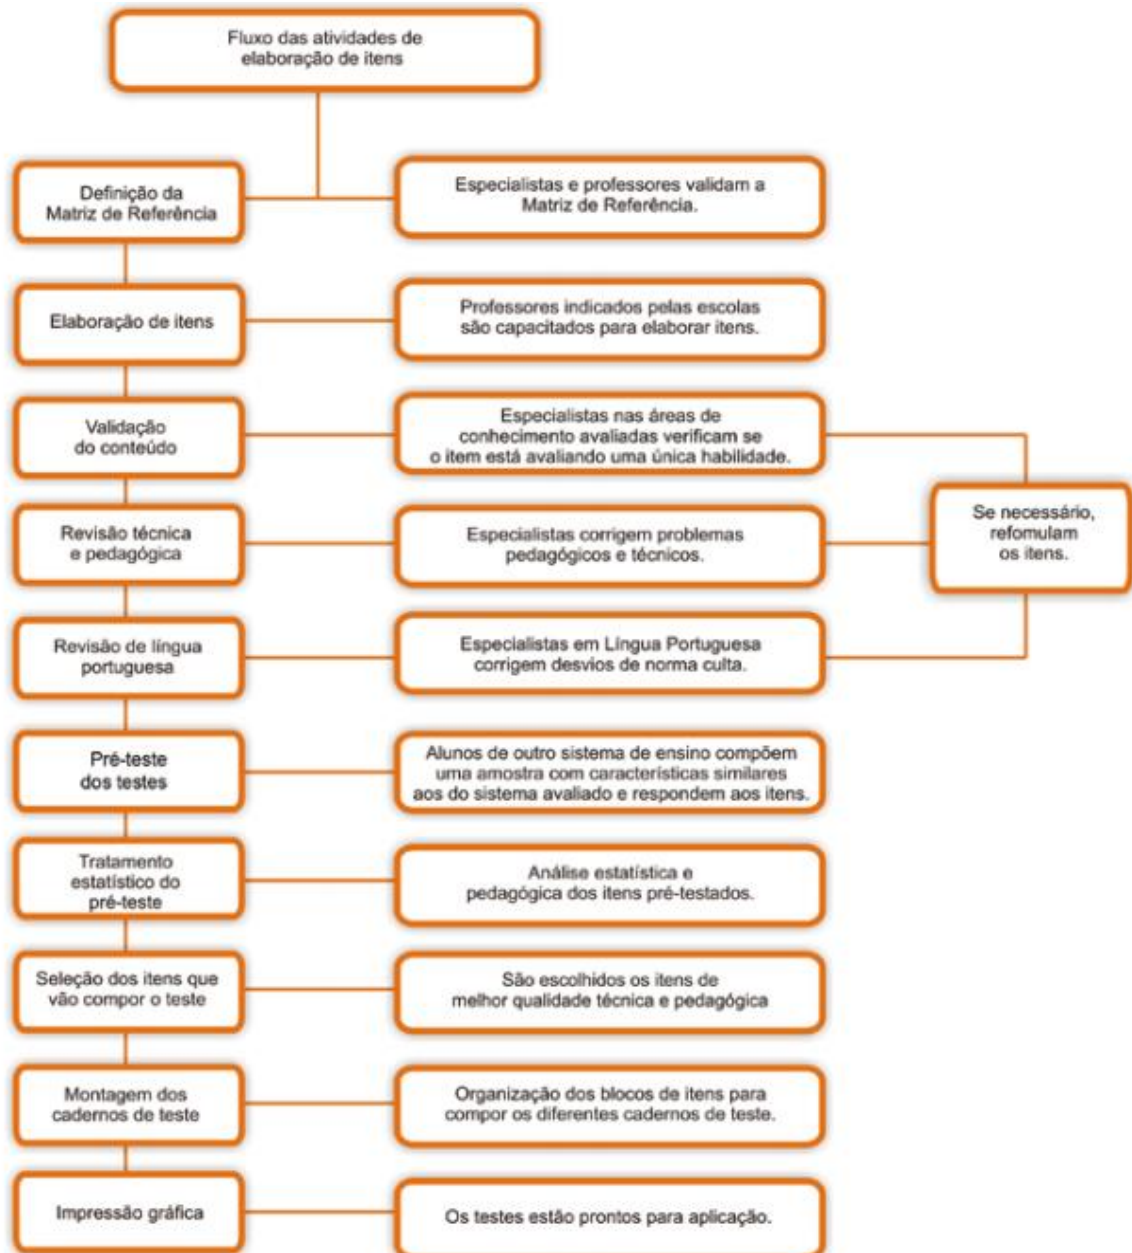 Fluxo das atividades de
elaboração de itens
Definição da
Matriz de Referência
Especialistas e professores validam a
Matriz de Referência.
Elaboração de itens
Professores indicados pelas escolas
são capacitados para elaborar itens.
Validação
do conteúdo
Especialistas nas áreas de
conhecimento avaliadas verificam se
o item está avaliando uma única habilidade.
Se necessário,
refomulam
os itens.
Revisão técnica
e pedagógica
Especialistas corrigem problemas
pedagógicos e técnicos.
Revisão de língua
portuguesa
Especialistas em Língua Portuguesa
corrigem desvios de norma culta.
Pré-teste
dos testes
Alunos de outro sistema de ensino compõem
uma amostra com características similares
aos do sistema avaliado e respondem aos itens.
Tratamento
estatístico do
pré-teste
Análise estatística e
pedagógica dos itens pré-testados.
Seleção dos itens que
vão compor o teste
São escolhidos os itens de
melhor qualidade técnica e pedagógica
Montagem dos
cadernos de teste
Organização dos blocos de itens para
compor os diferentes cadernos de teste.
Impressão gráfica
Os testes estão prontos para aplicação.